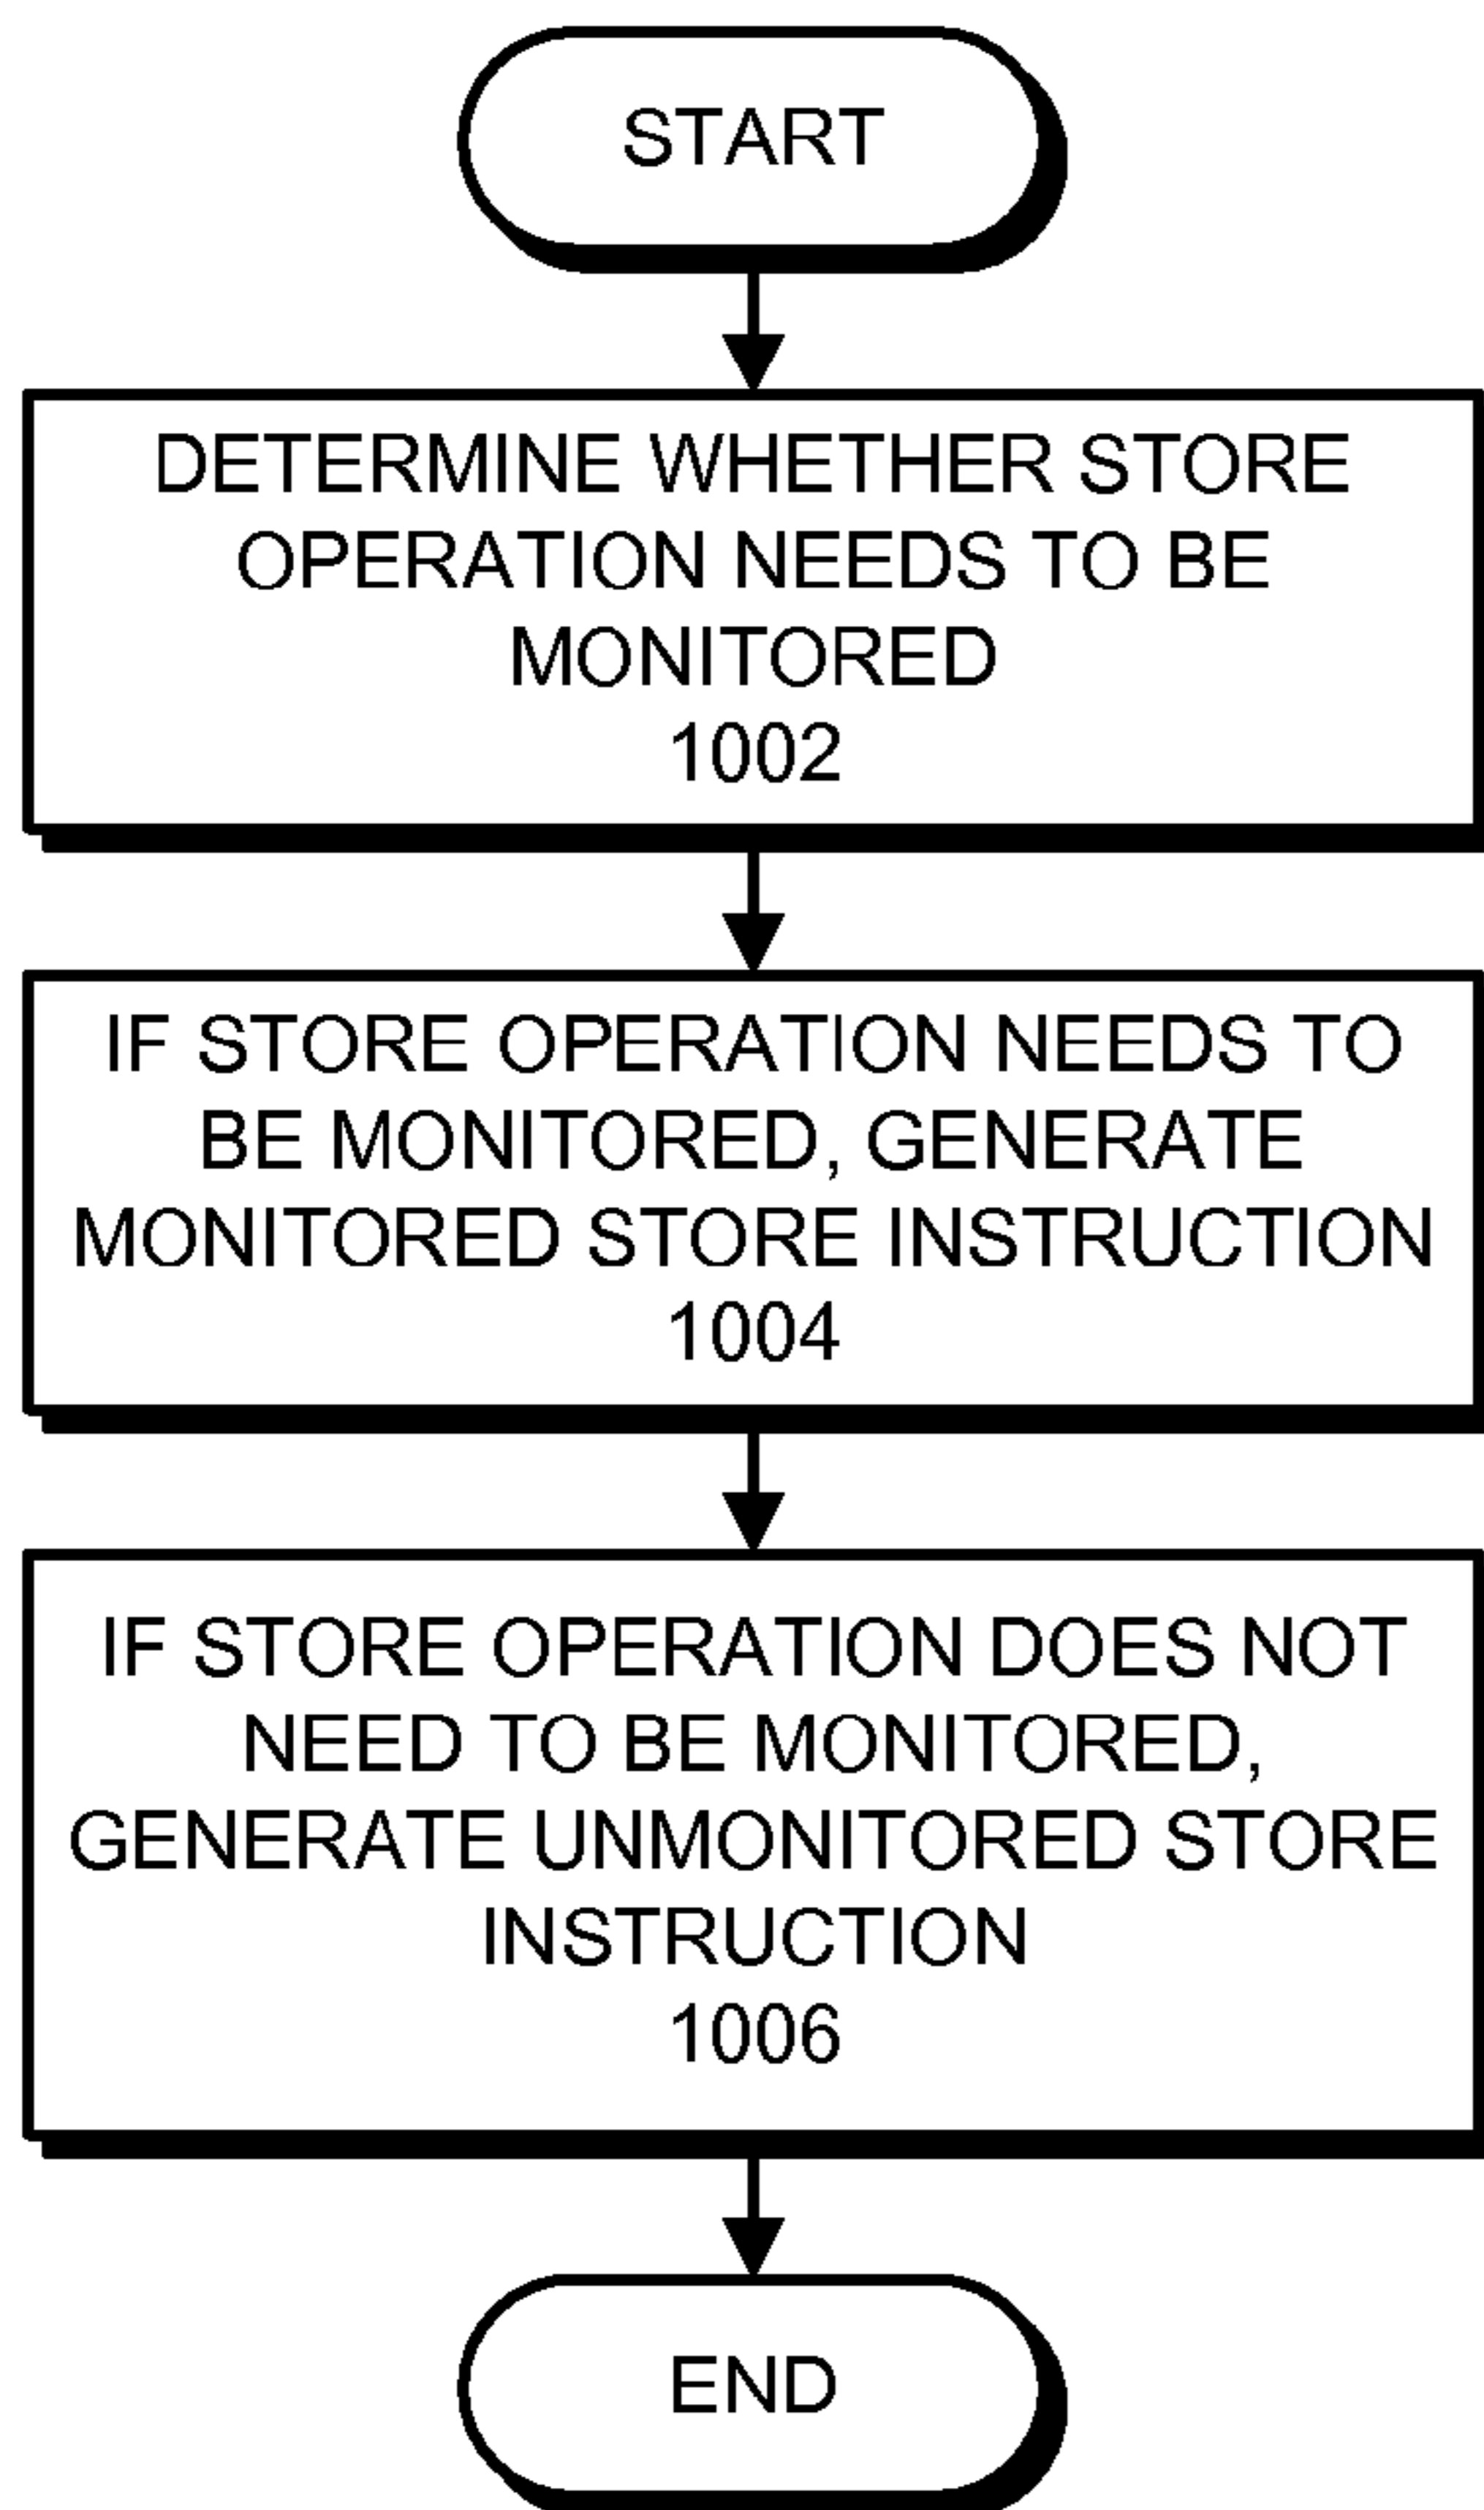 START
DETERMINE WHETHER STORE
OPERATION NEEDS TO BE
MONITORED
1002
IF STORE OPERATION NEEDS TO
BE MONITORED, GENERATE
MONITORED STORE INSTRUCTION
1004
IF STORE OPERATION DOES NOT
NEED TO BE MONITORED,
GENERATE UNMONITORED STORE
INSTRUCTION
1006
END